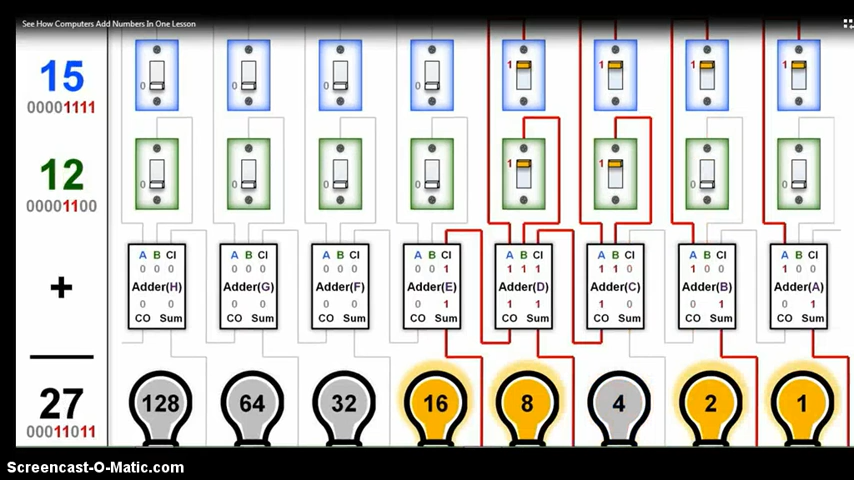 See How Computers Add Numbers In One Lesson
15
00001111
0 0 0 0 1 1 1 1
12
00001100
0 0 0 0 1 1 0 0
A B CI A B CI A B CI A B CI A B CI A B CI A B CI A B CI
0 0 0 0 0 0 0 0 0 0 0 1 1 1 1 1 1 0 1 0 0 1 0 0
+
Adder(H) Adder(G) Adder(F) Adder(E) Adder(D) Adder(C) Adder(B) Adder(A)
0 0 0 0 0 0 0 1 1 1 1 0 0 1 0 1
CO Sum CO Sum CO Sum CO Sum CO Sum CO Sum CO Sum CO Sum
27
00011011
128 64 32 16 8 4 2 1
Screencast-O-Matic.com